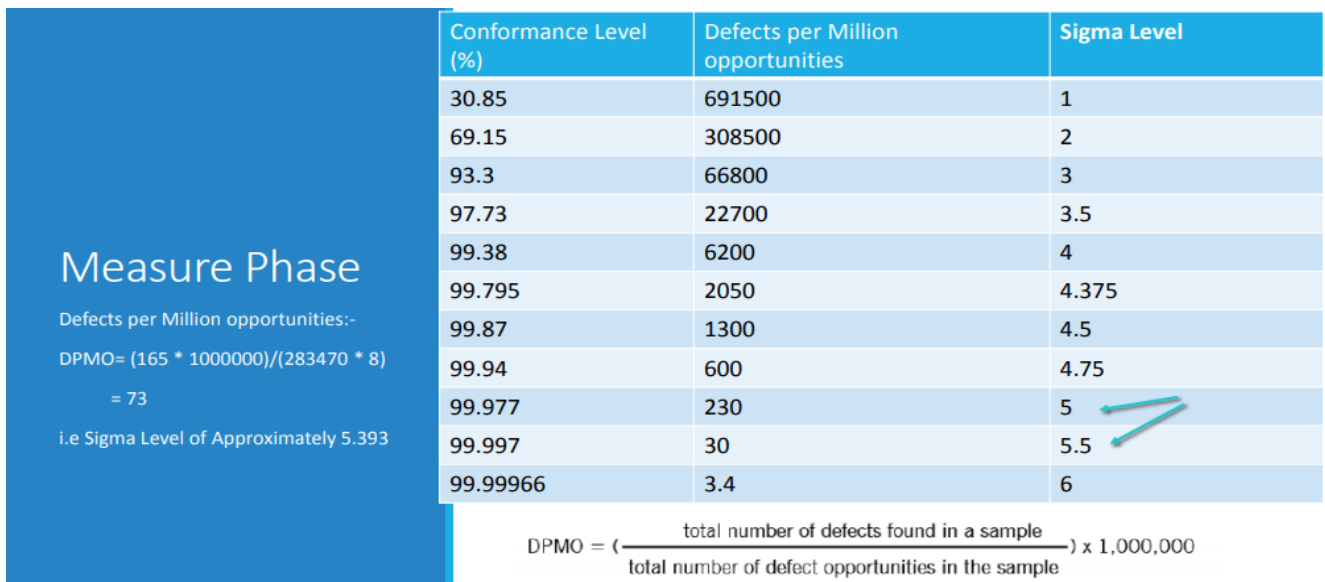 Measure Phase
Defects per Million opportunities:-
DPMO= (165 * 1000000)/(283470 * 8)
= 73
i.e Sigma Level of Approximately 5.393
Conformance Level (%) Defects per Million opportunities Sigma Level
30.85 691500 1
69.15 308500 2
93.3 66800 3
97.73 22700 3.5
99.38 6200 4
99.795 2050 4.375
99.87 1300 4.5
99.94 600 4.75
99.977 230 5
99.997 30 5.5
99.99966 3.4 6
DPMO = ( total number of defects found in a sample
total number of defect opportunities in the sample ) x 1,000,000